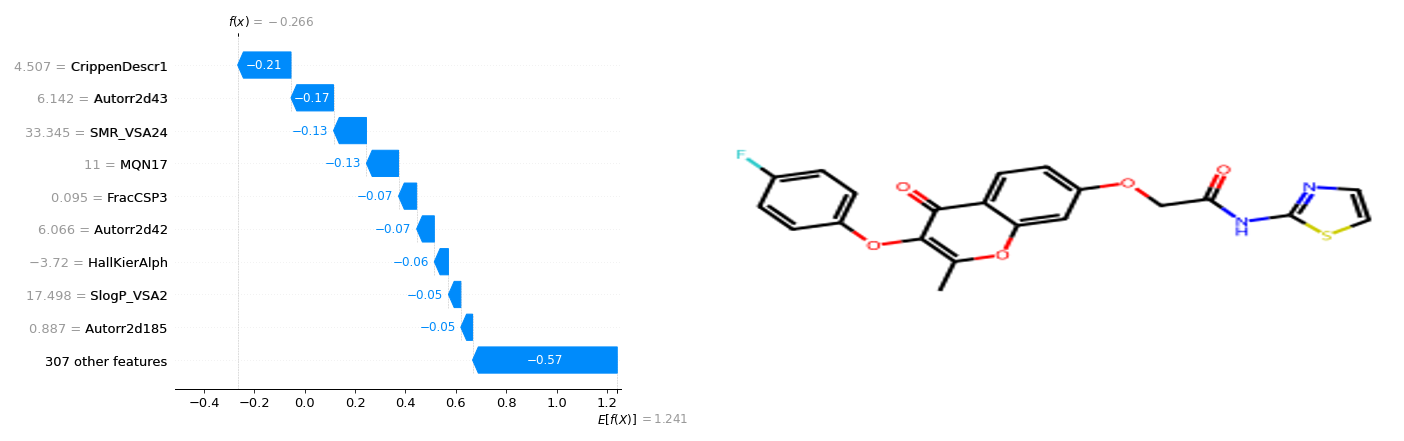 f(x) = −0.266
4.507 = CrippenDescr1
−0.21
6.142 = Autorr2d43
−0.17
33.345 = SMR_VSA24
−0.13
11 = MQN17
−0.13
0.095 = FracCSP3
−0.07
6.066 = Autorr2d42
−0.07
−3.72 = HallKierAlph
−0.06
17.498 = SlogP_VSA2
−0.05
0.887 = Autorr2d185
−0.05
307 other features
−0.57
−0.4 −0.2 0.0 0.2 0.4 0.6 0.8 1.0 1.2
E[f(X)] = 1.241
F
O
O
O
O
O
N
H
N
S